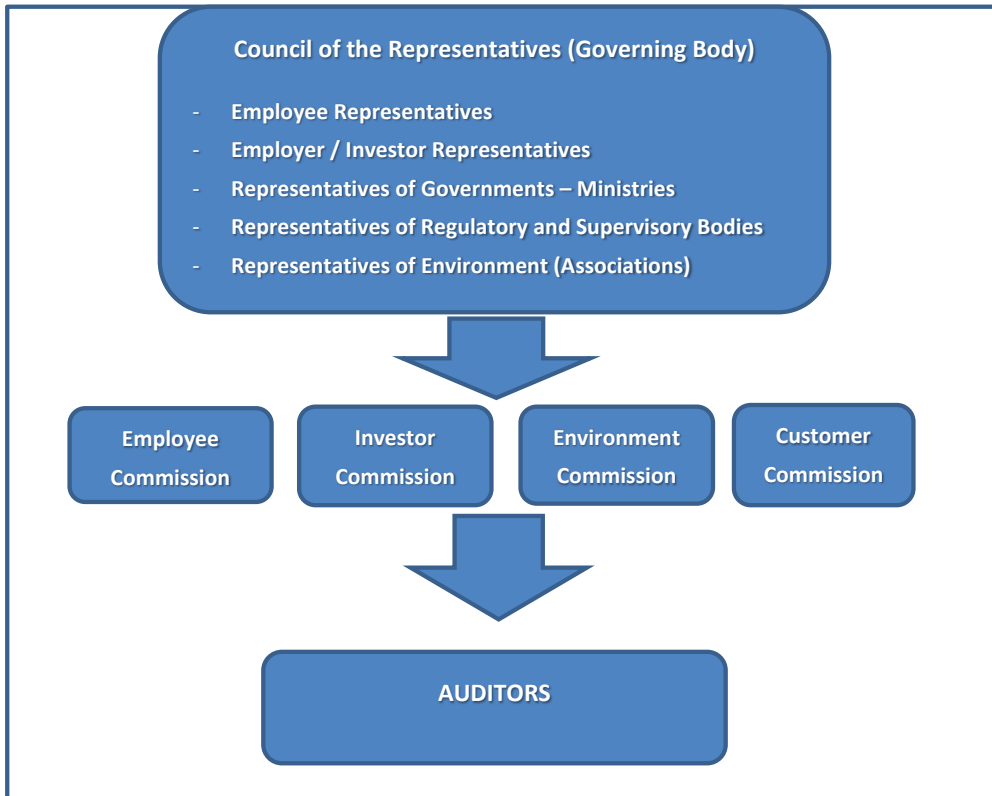 Council of the Representatives (Governing Body)
- Employee Representatives
- Employer / Investor Representatives
- Representatives of Governments – Ministries
- Representatives of Regulatory and Supervisory Bodies
- Representatives of Environment (Associations)
Employee
Commission
Investor
Commission
Environment
Commission
Customer
Commission
AUDITORS